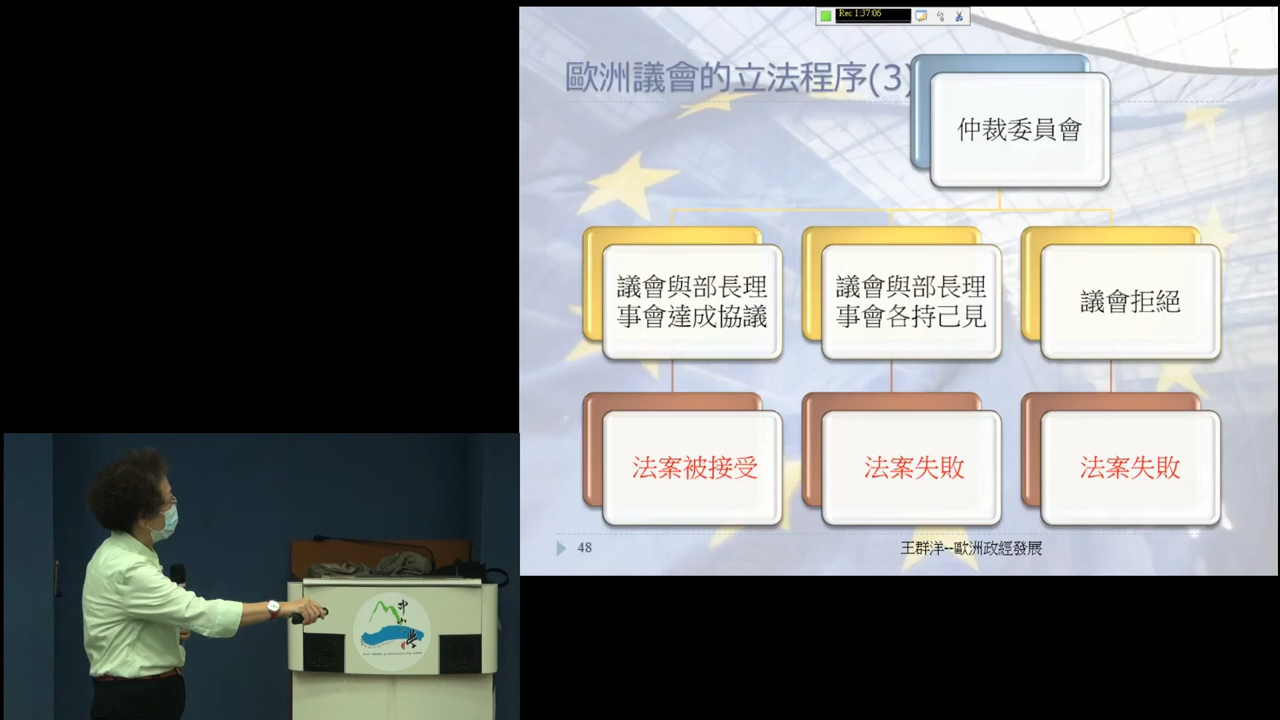 Rec 1:37:06
歐洲議會的立法程序(3)
仲裁委員會
議會與部長理
事會達成協議
議會與部長理
事會各持己見
議會拒絕
法案被接受
法案失敗
法案失敗
48
王群洋--歐洲政經發展
中山學